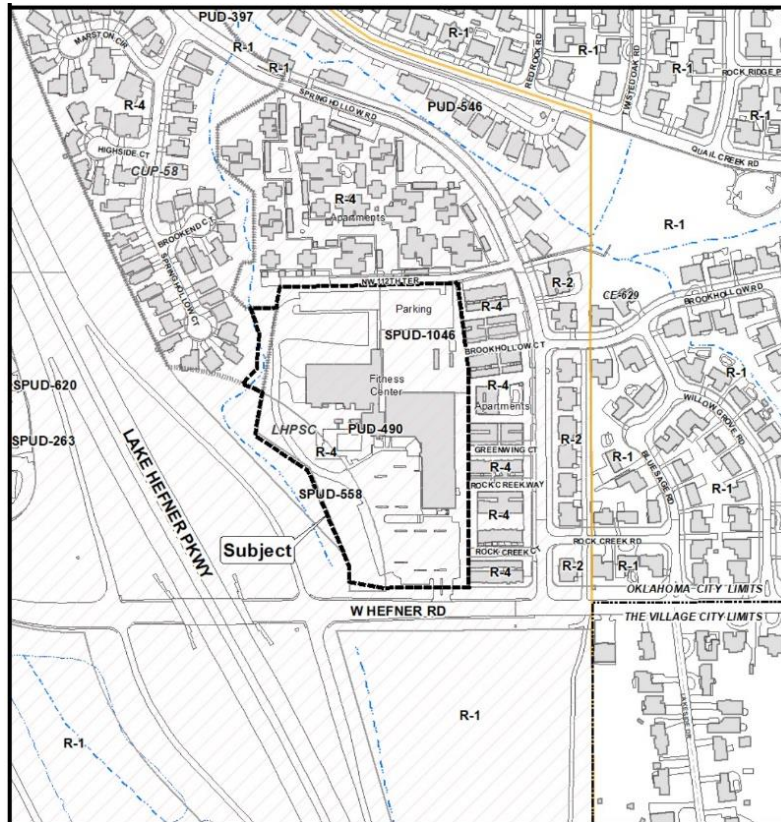 PUD-397
R-1
MARSTON CIR
R-1
R-1
REDROCK RD
R-1
TWISTED OAK RD
R-1
ROCK RIDGE P
R-4
SPRING HOLLOW RD
PUD-546
R-1
HIGHSIDE CT
CUP-58
QUAIL CREEK RD
R-4
Apartments
R-1
BROOKEND CT
SPRING HOLLOW CT
NW 112TH TER
R-2
CE-629
BROOKHOLLOW RD
Parking
R-4
SPUD-1046
BROOKHOLLOW CT
SPUD-620
Fitness
Center
R-4
Apartments
R-1
WILLOW GROVE RD
SPUD-263
LHPSC
PUD-490
R-2
GREENWING CT
R-4
R-4
R-1
BLUE SAGE RD
R-1
LAKE HEFNER PKWY
SPUD-558
ROCK CREEK WAY
R-4
Subject
ROCK CREEK RD
ROCK CREEK CT
R-4
R-2
R-1
OKLAHOMA CITY LIMITS
W HEFNER RD
THE VILLAGE CITY LIMITS
R-1
R-1